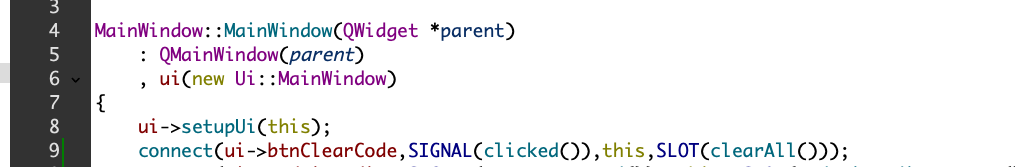 3
4 MainWindow::MainWindow(QWidget *parent)
5     : QMainWindow(parent)
6     , ui(new Ui::MainWindow)
7 {
8     ui->setupUi(this);
9     connect(ui->btnClearCode,SIGNAL(clicked()),this,SLOT(clearAll()));